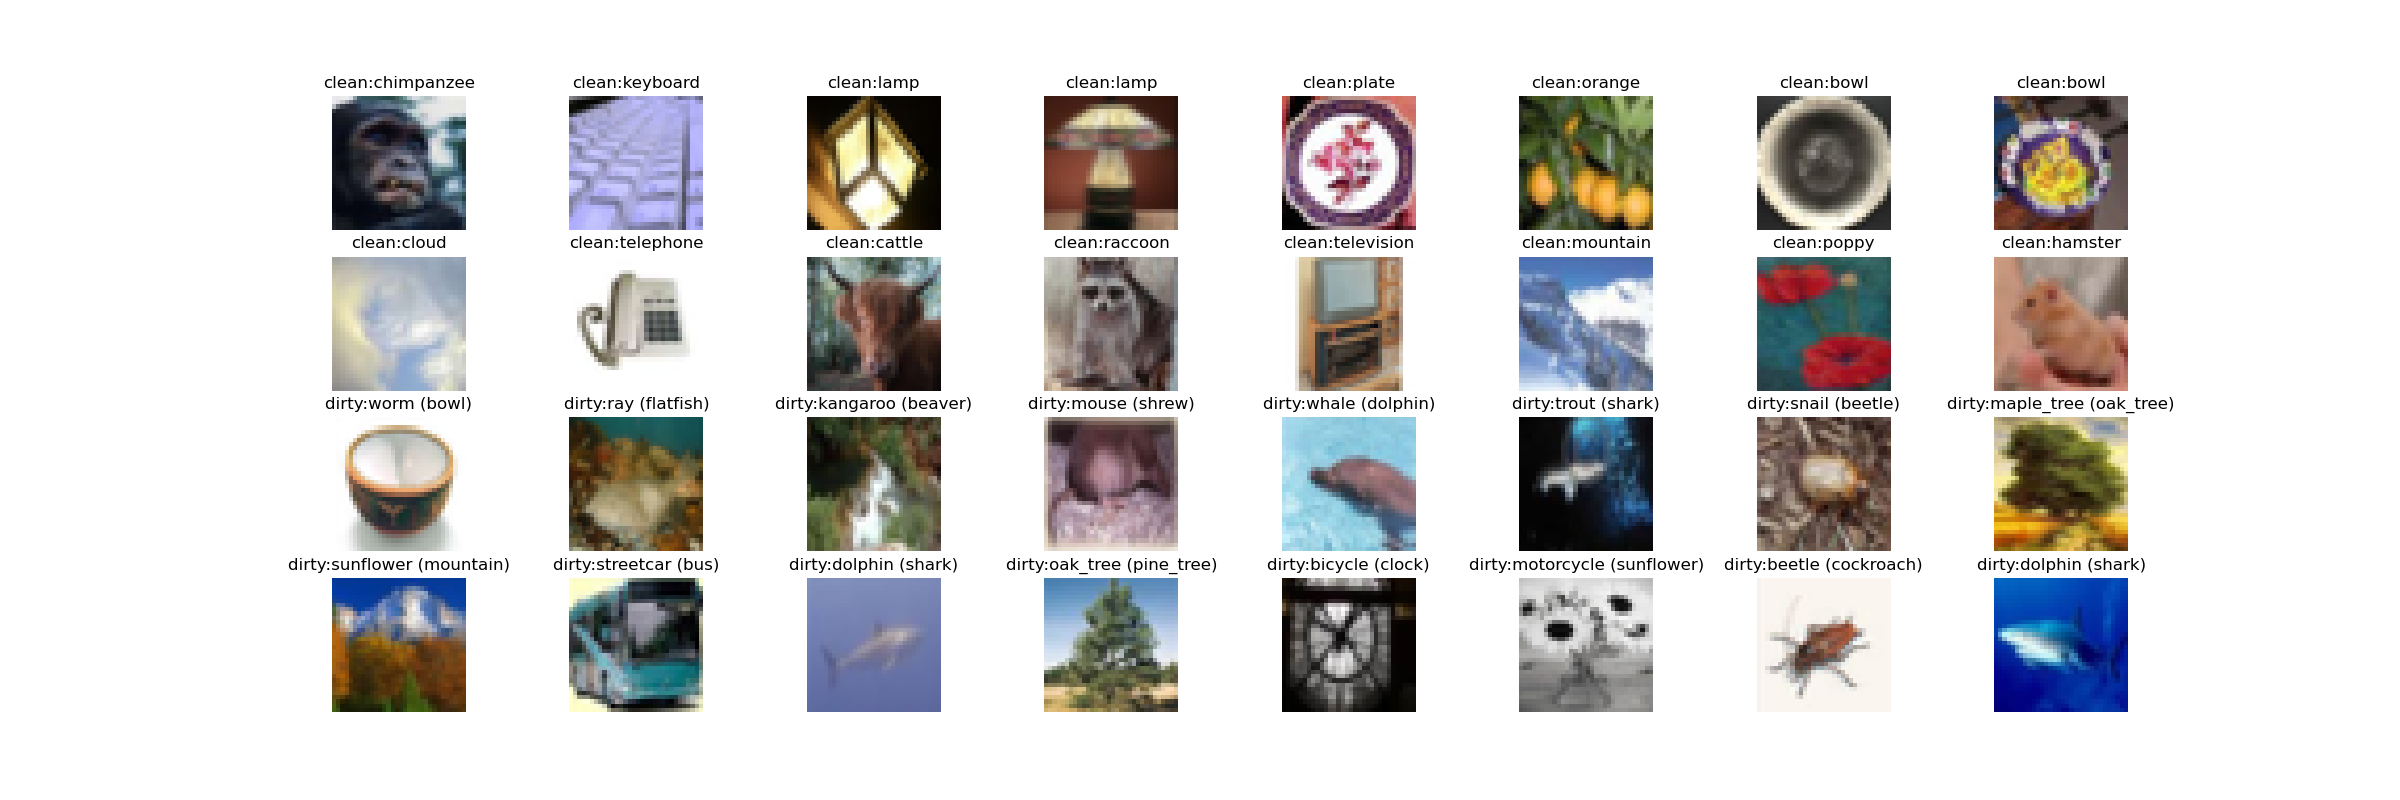 clean:chimpanzee clean:keyboard clean:lamp clean:lamp clean:plate clean:orange clean:bowl clean:bowl
clean:cloud clean:telephone clean:cattle clean:raccoon clean:television clean:mountain clean:poppy clean:hamster
dirty:worm (bowl) dirty:ray (flatfish) dirty:kangaroo (beaver) dirty:mouse (shrew) dirty:whale (dolphin) dirty:trout (shark) dirty:snail (beetle) dirty:maple_tree (oak_tree)
dirty:sunflower (mountain) dirty:streetcar (bus) dirty:dolphin (shark) dirty:oak_tree (pine_tree) dirty:bicycle (clock) dirty:motorcycle (sunflower) dirty:beetle (cockroach) dirty:dolphin (shark)